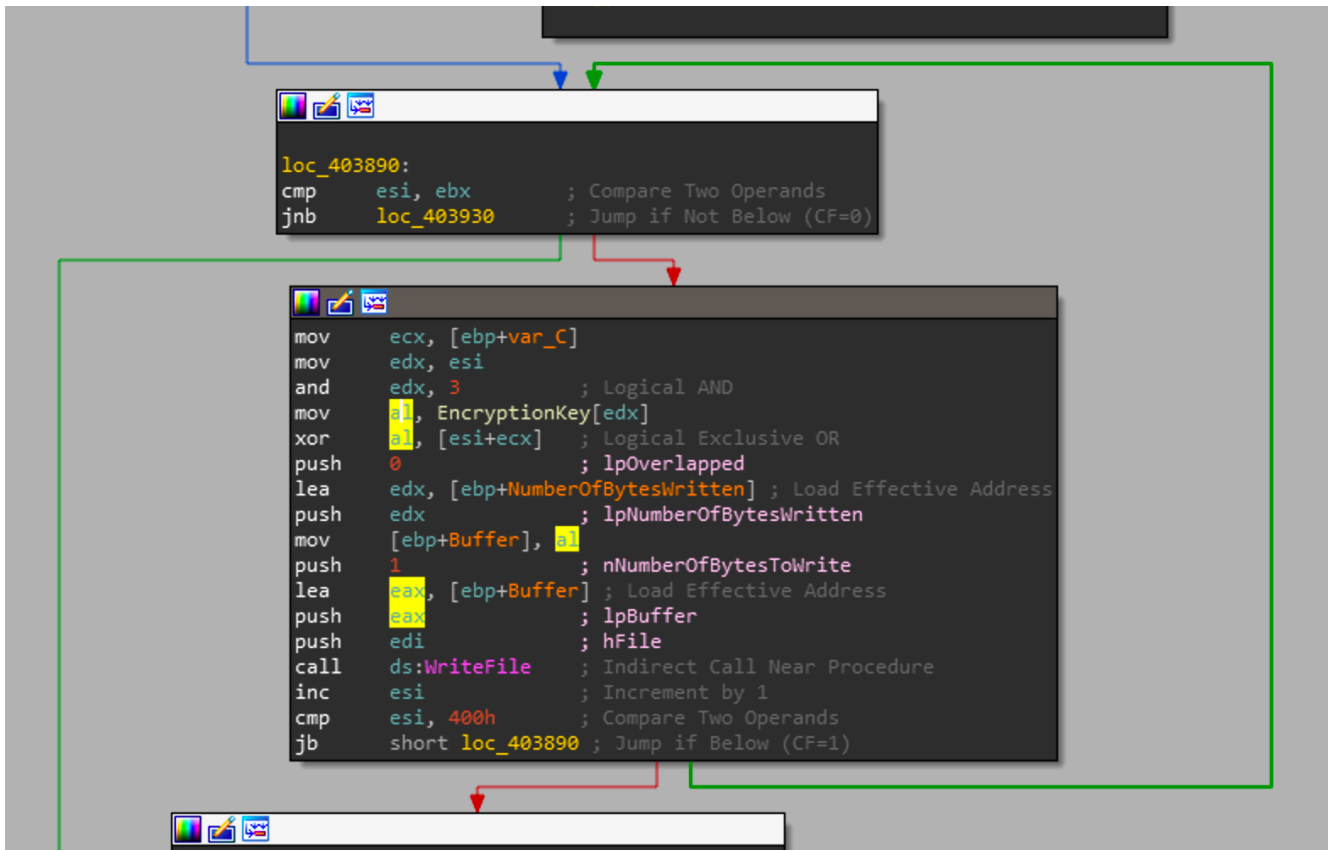 loc_403890:
cmp esi, ebx ; Compare Two Operands
jnb loc_403930 ; Jump if Not Below (CF=0)
mov ecx, [ebp+var_C]
mov edx, esi
and edx, 3 ; Logical AND
mov al, EncryptionKey[edx]
xor al, [esi+ecx] ; Logical Exclusive OR
push 0 ; lpOverlapped
lea edx, [ebp+NumberOfBytesWritten] ; Load Effective Address
push edx ; lpNumberOfBytesWritten
mov [ebp+Buffer], al
push 1 ; nNumberOfBytesToWrite
lea eax, [ebp+Buffer] ; Load Effective Address
push eax ; lpBuffer
push edi ; hFile
call ds:WriteFile ; Indirect Call Near Procedure
inc esi ; Increment by 1
cmp esi, 400h ; Compare Two Operands
jb short loc_403890 ; Jump if Below (CF=1)